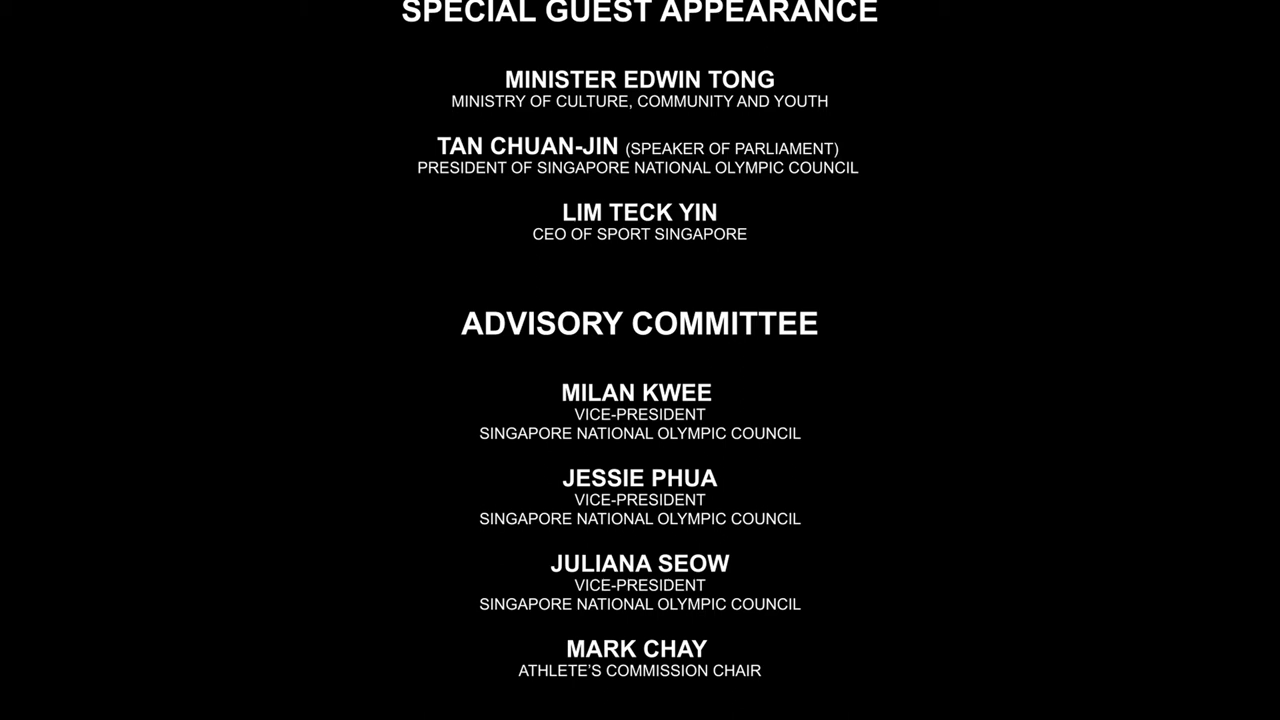 SPECIAL GUEST APPEARANCE
MINISTER EDWIN TONG
MINISTRY OF CULTURE, COMMUNITY AND YOUTH
TAN CHUAN-JIN (SPEAKER OF PARLIAMENT)
PRESIDENT OF SINGAPORE NATIONAL OLYMPIC COUNCIL
LIM TECK YIN
CEO OF SPORT SINGAPORE
ADVISORY COMMITTEE
MILAN KWEE
VICE-PRESIDENT
SINGAPORE NATIONAL OLYMPIC COUNCIL
JESSIE PHUA
VICE-PRESIDENT
SINGAPORE NATIONAL OLYMPIC COUNCIL
JULIANA SEOW
VICE-PRESIDENT
SINGAPORE NATIONAL OLYMPIC COUNCIL
MARK CHAY
ATHLETE'S COMMISSION CHAIR